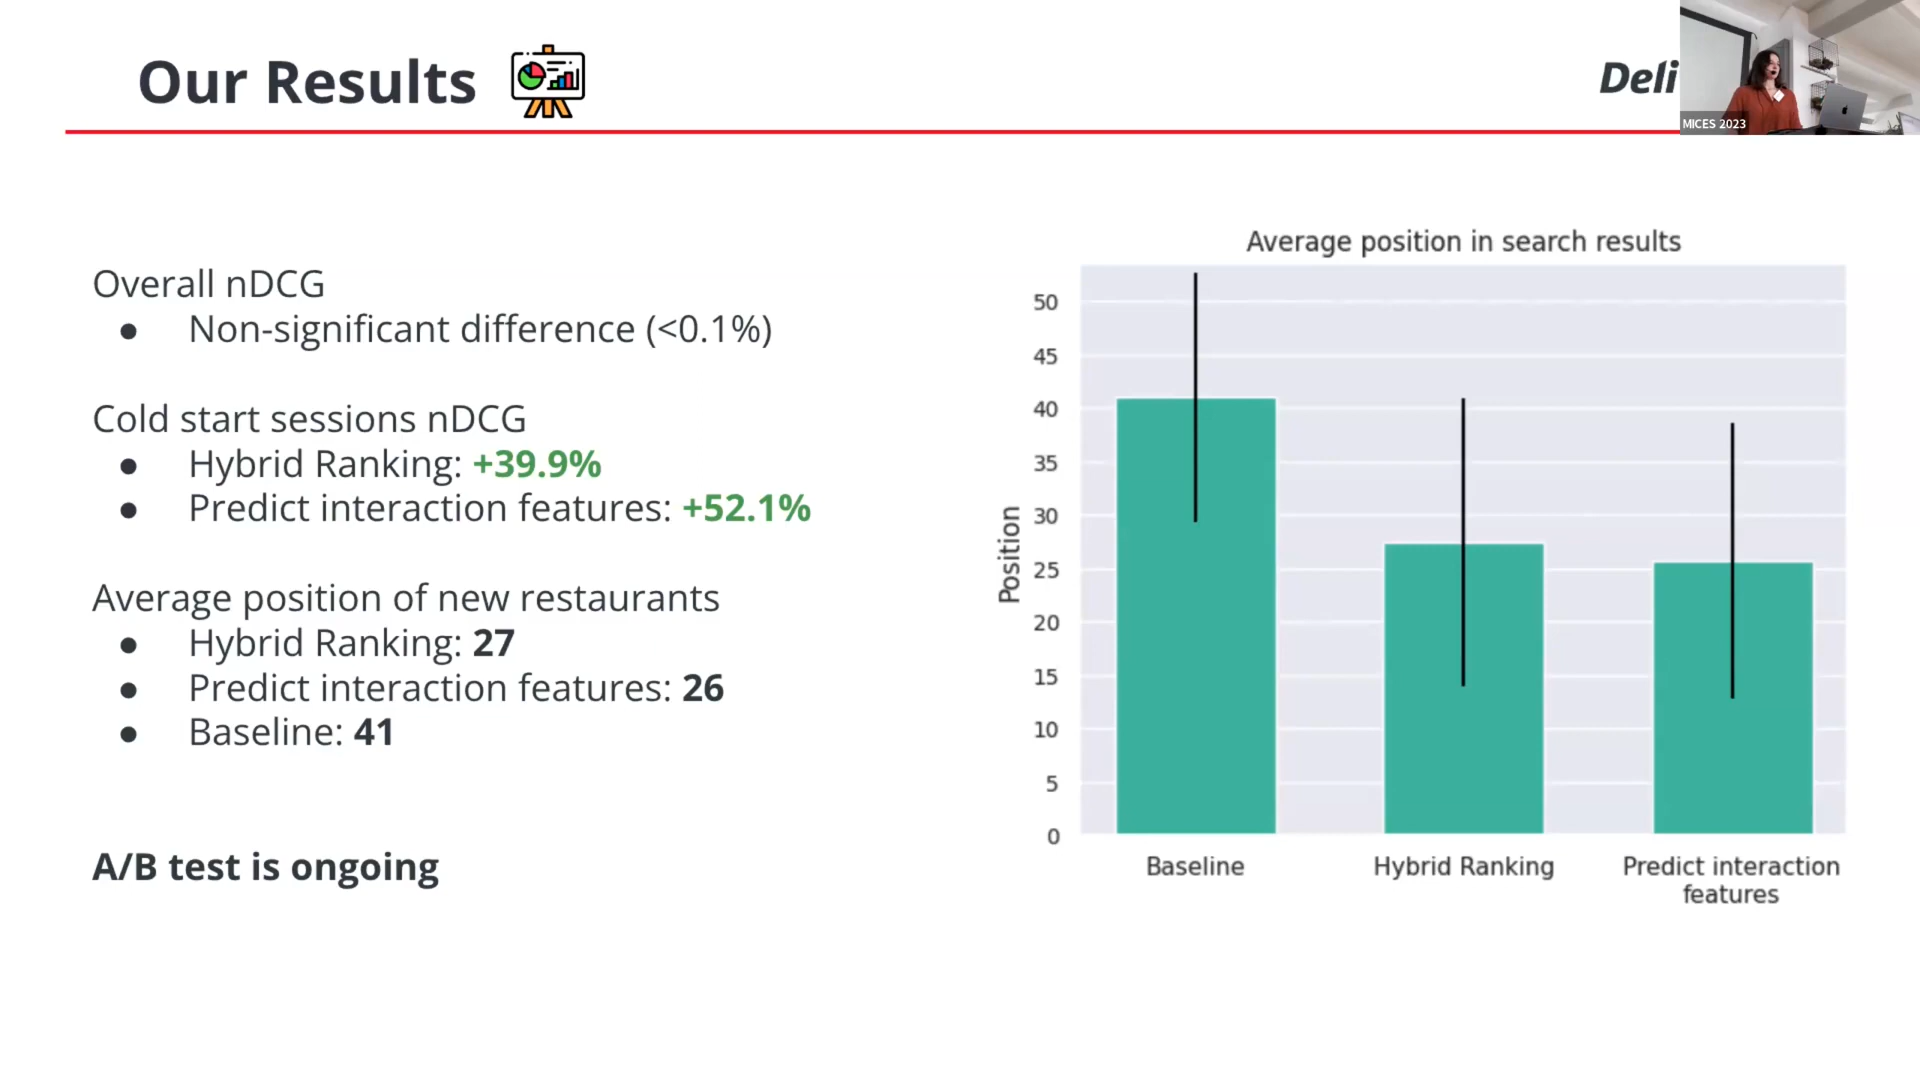 Our Results
Deli
MICES 2023
Overall nDCG
● Non-significant difference (<0.1%)
Cold start sessions nDCG
● Hybrid Ranking: +39.9%
● Predict interaction features: +52.1%
Average position of new restaurants
● Hybrid Ranking: 27
● Predict interaction features: 26
● Baseline: 41
A/B test is ongoing
Average position in search results
Position
50
45
40
35
30
25
20
15
10
5
0
Baseline
Hybrid Ranking
Predict interaction
features